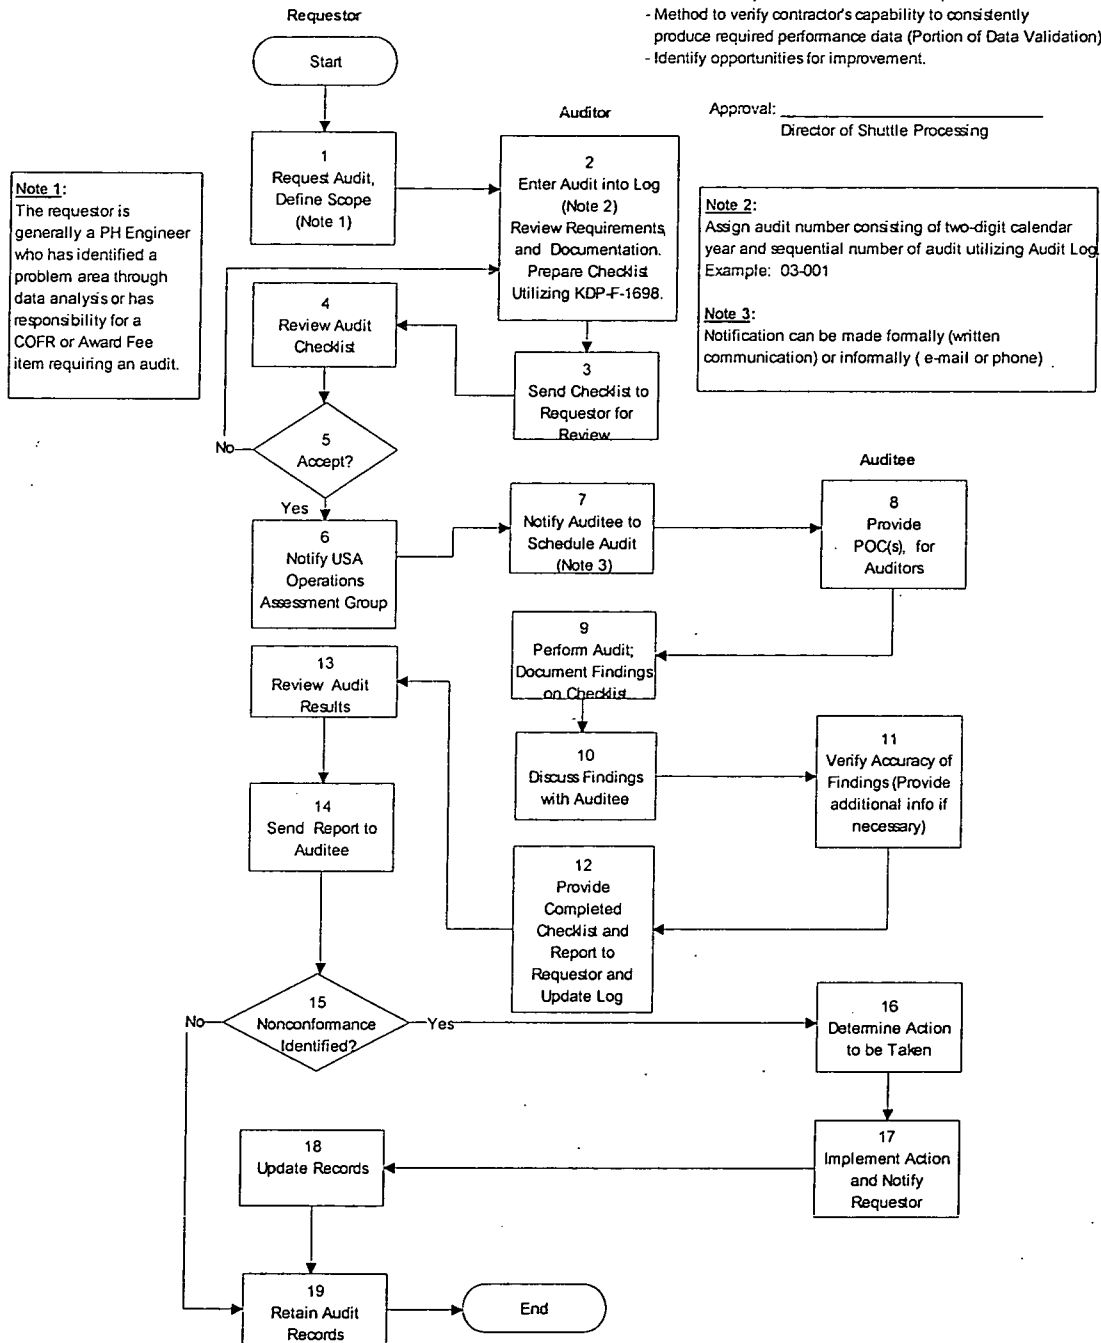 Requestor
- Method to verify contractor's capability to consistently
produce required performance data (Portion of Data Validation)
- Identify opportunities for improvement.
Start
Auditor
Approval:
Director of Shuttle Processing
1
Request Audit,
Define Scope
(Note 1)
2
Enter Audit into Log
(Note 2)
Review Requirements,
and Documentation.
Prepare Checklist
Utilizing KDP-F-1698.
Note 1:
The requestor is
generally a PH Engineer
who has identified a
problem area through
data analysis or has
responsibility for a
COFR or Award Fee
item requiring an audit.
Note 2:
Assign audit number consisting of two-digit calendar
year and sequential number of audit utilizing Audit Log.
Example: 03-001
Note 3:
Notification can be made formally (written
communication) or informally ( e-mail or phone)
4
Review Audit
Checklist
3
Send Checklist to
Requestor for
Review.
No
5
Accept?
Yes
Auditee
6
Notify USA
Operations
Assessment Group
7
Notify Auditee to
Schedule Audit
(Note 3)
8
Provide
POC(s), for
Auditors
9
Perform Audit;
Document Findings
on Checklist
13
Review Audit
Results
10
Discuss Findings
with Auditee
11
Verify Accuracy of
Findings (Provide
additional info if
necessary)
14
Send Report to
Auditee
12
Provide
Completed
Checklist and
Report to
Requestor and
Update Log
No
15
Nonconformance
Identified?
Yes
16
Determine Action
to be Taken
17
Implement Action
and Notify
Requestor
18
Update Records
19
Retain Audit
Records
End